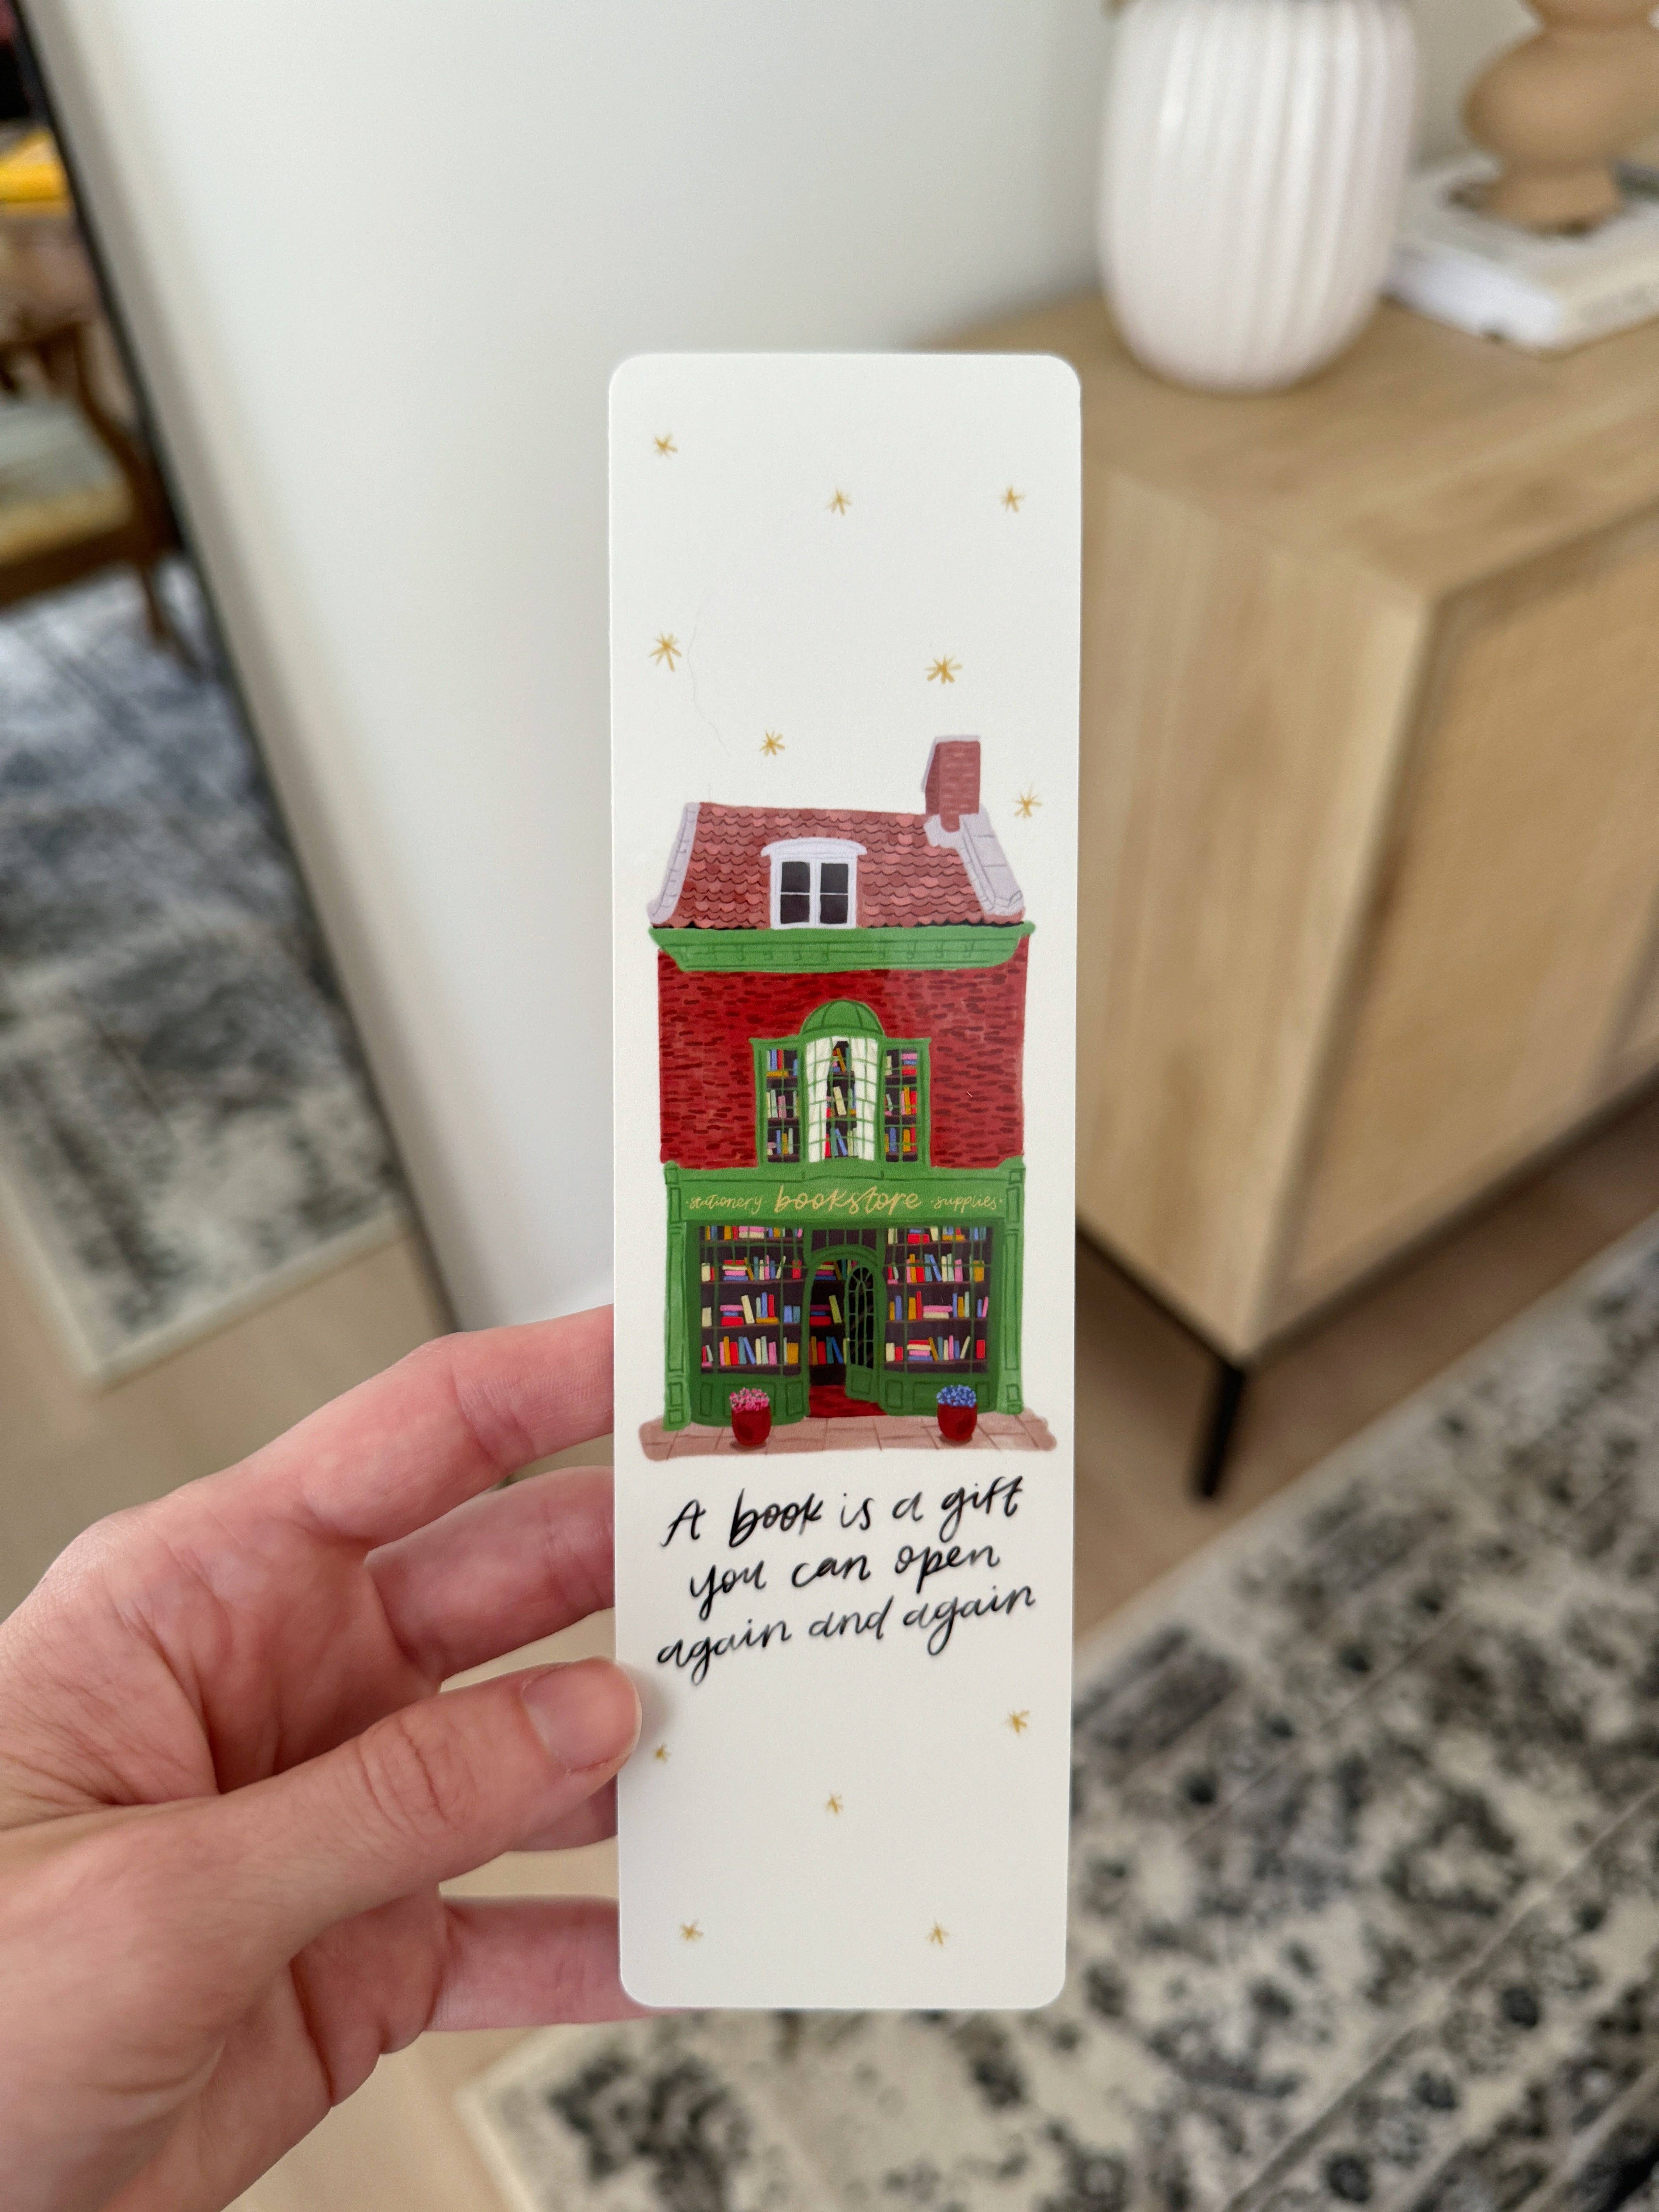 ·stationery· bookstore ·supplies·
A book is a gift
you can open
again and again